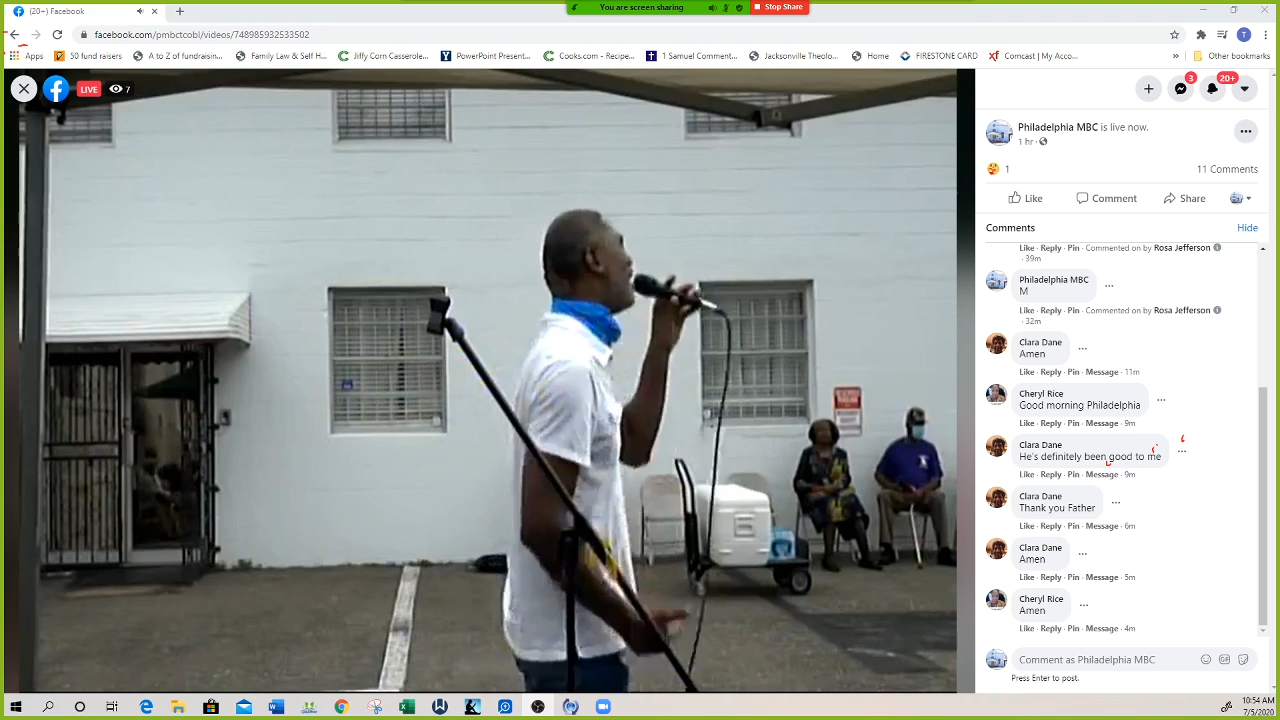 You are screen sharing
Stop Share
(20+) Facebook
facebook.com/pmbctcobl/videos/748985932533502
T
Apps
50 fund raisers
A to Z of fundraisin...
Family Law & Self H...
Jiffy Corn Casserole...
PowerPoint Present...
Cooks.com - Recipe...
1 Samuel Comment...
Jacksonville Theolo...
Home
FIRESTONE CARD
Comcast | My Acco...
Other bookmarks
LIVE
7
3
20+
Philadelphia MBC is live now.
1 hr ·
1
11 Comments
Like
Comment
Share
Comments
Hide
Like · Reply · Pin · Commented on by Rosa Jefferson
· 39m
Philadelphia MBC
M
Like · Reply · Pin · Commented on by Rosa Jefferson
· 32m
Clara Dane
Amen
Like · Reply · Pin · Message · 11m
Cheryl Rice
Good morning Philadelphia
Like · Reply · Pin · Message · 9m
Clara Dane
He's definitely been good to me
Like · Reply · Pin · Message · 9m
Clara Dane
Thank you Father
Like · Reply · Pin · Message · 6m
Clara Dane
Amen
Like · Reply · Pin · Message · 5m
Cheryl Rice
Amen
Like · Reply · Pin · Message · 4m
Comment as Philadelphia MBC
GIF
Press Enter to post.
10:54 AM
7/5/2020